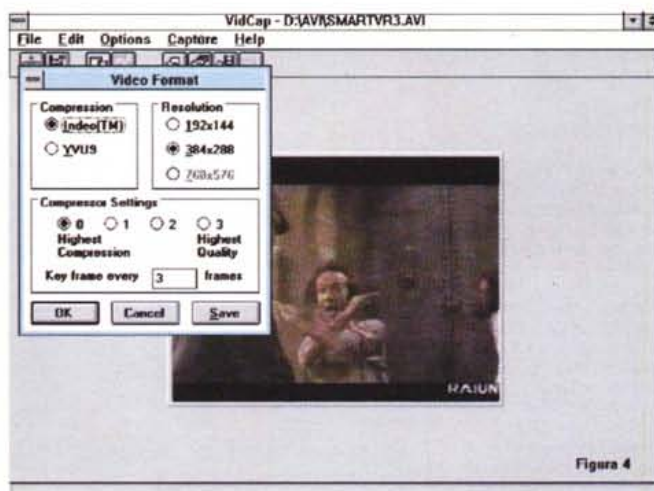 VidCap - D:\AVI\SMARTVR3.AVI
File Edit Options Capture Help
Video Format
Compression
Indeo(TM)
YVU9
Resolution
192x144
384x288
768x576
Compressor Settings
0 1 2 3
Highest Compression
Highest Quality
Key frame every 3 frames
OK Cancel Save
RAIUN
Figura 4